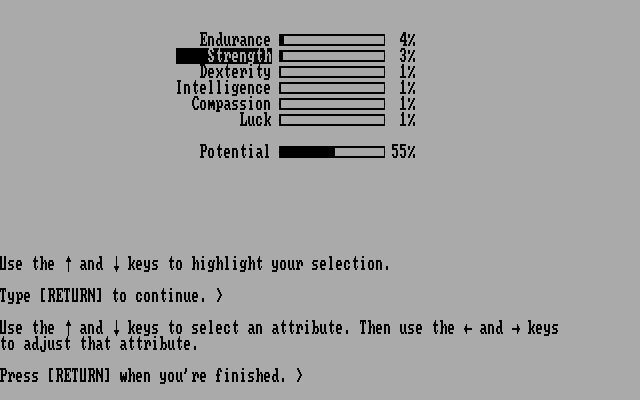 Endurance 4%
Strength 3%
Dexterity 1%
Intelligence 1%
Compassion 1%
Luck 1%
Potential 55%
Use the ↑ and ↓ keys to highlight your selection.
Type [RETURN] to continue. >
Use the ↑ and ↓ keys to select an attribute. Then use the ← and → keys
to adjust that attribute.
Press [RETURN] when you're finished. >